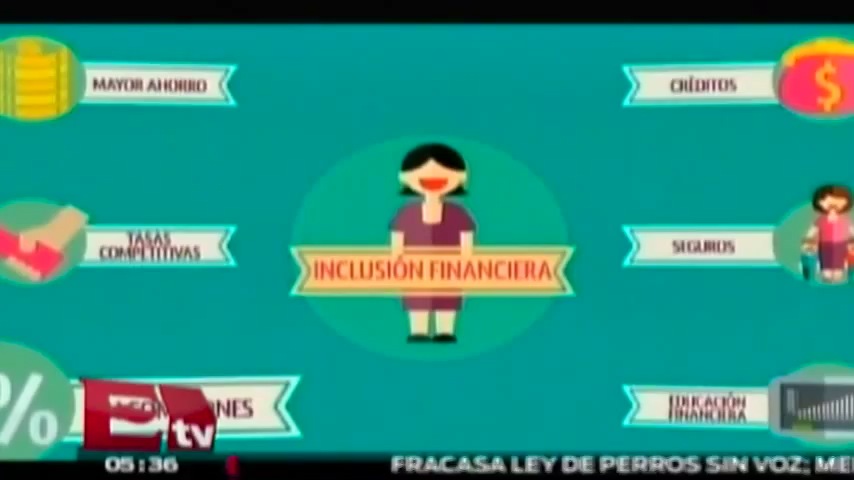 MAYOR AHORRO
CRÉDITOS
TASAS
COMPETITIVAS
SEGUROS
INCLUSIÓN FINANCIERA
EDUCACIÓN
FINANCIERA
%
$
tv
05:36
FRACASA LEY DE PERROS SIN VOZ;